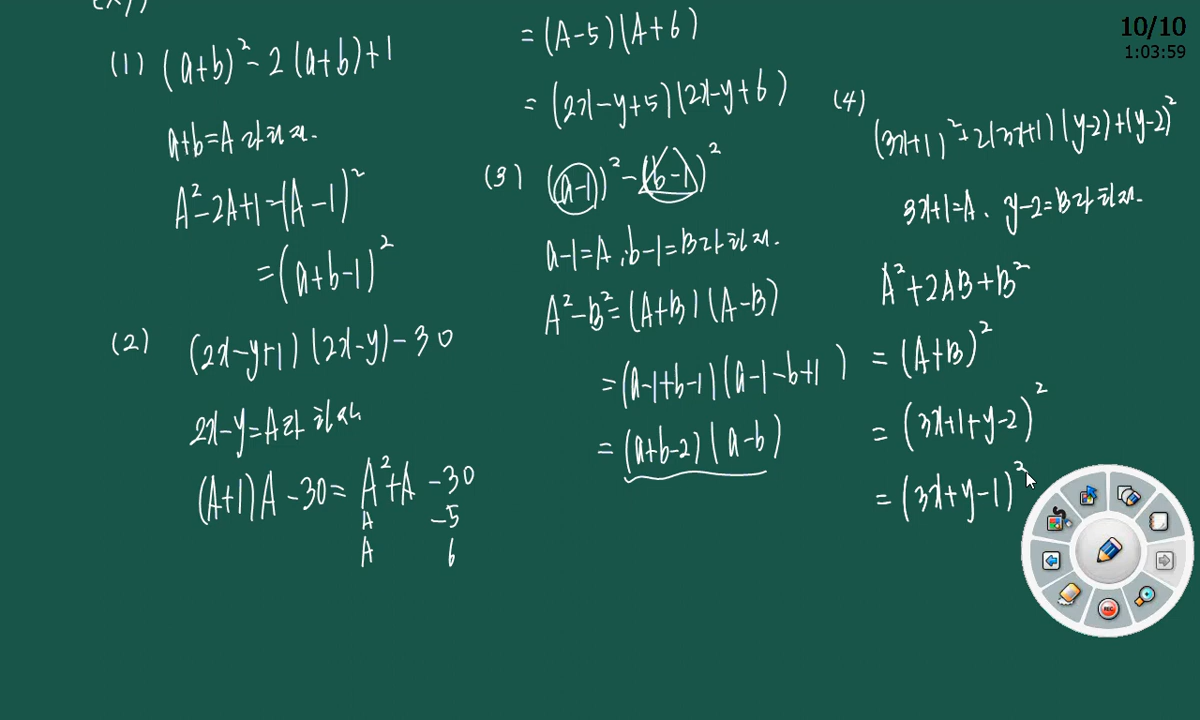 (1) (a+b)²-2(a+b)+1
a+b=A라 하자.
A²-2A+1=(A-1)²
=(a+b-1)²
(2) (2x-y+1)(2x-y)-30
2x-y=A라 하자
(A+1)A-30=A²+A-30
A -5
A 6
=(A-5)(A+6)
=(2x-y+5)(2x-y+6)
(3) (a-1)²-(b-1)²
a-1=A, b-1=B라 하자.
A²-B²=(A+B)(A-B)
=(a-1+b-1)(a-1-b+1)
=(a+b-2)(a-b)
(4)
(3x+1)²+2(3x+1)(y-2)+(y-2)²
3x+1=A, y-2=B라 하자.
A²+2AB+B²
=(A+B)²
=(3x+1+y-2)²
=(3x+y-1)²
10/10
1:03:59
REC